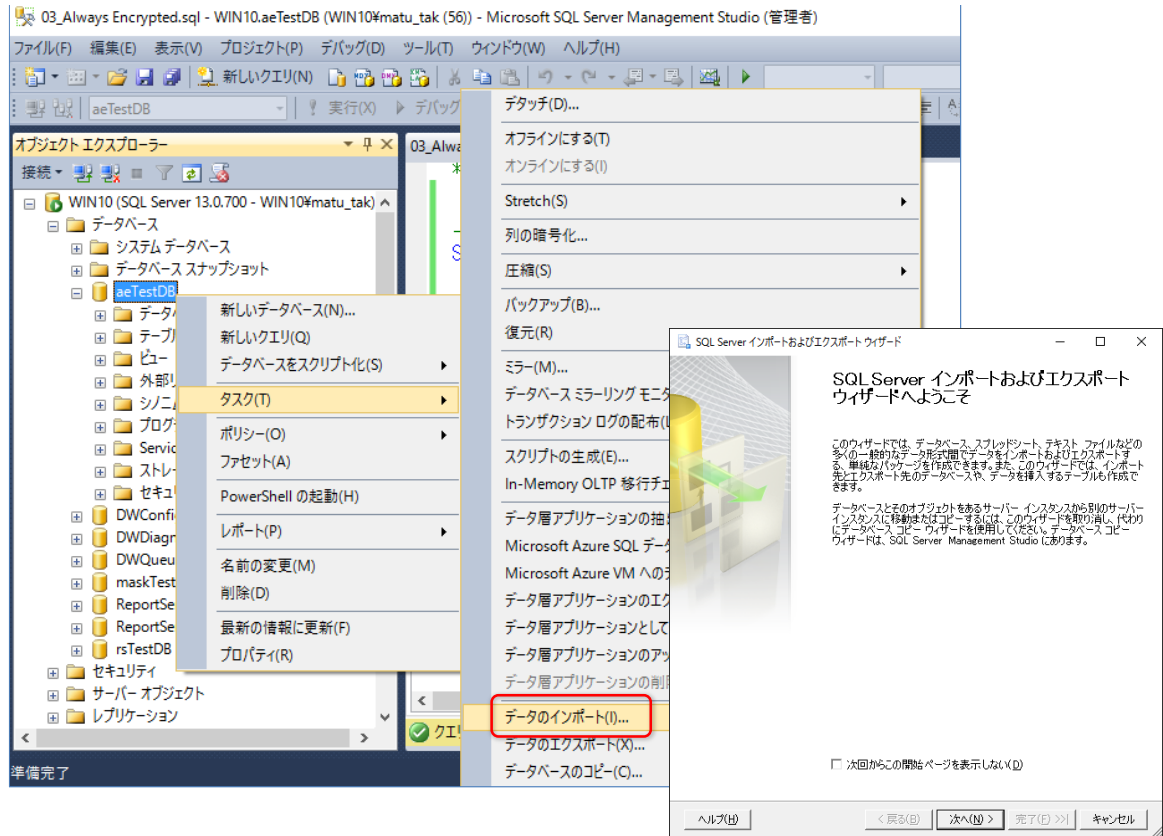 03_Always Encrypted.sql - WIN10.aeTestDB (WIN10¥matu_tak (56)) - Microsoft SQL Server Management Studio (管理者)
ファイル(F) 編集(E) 表示(V) プロジェクト(P) デバッグ(D) ツール(T) ウィンドウ(W) ヘルプ(H)
新しいクエリ(N)
aeTestDB 実行(X) デバッグ
オブジェクト エクスプローラー
接続
WIN10 (SQL Server 13.0.700 - WIN10¥matu_tak)
データベース
システム データベース
データベース スナップショット
aeTestDB
データ
テーブル
ビュー
外部リ
シノニ
プログ
Servic
ストレー
セキュ
DWConfi
DWDiagn
DWQueu
maskTest
ReportSe
ReportSe
rsTestDB
セキュリティ
サーバー オブジェクト
レプリケーション
準備完了
03_Alwa
クエ
新しいデータベース(N)...
新しいクエリ(Q)
データベースをスクリプト化(S)
タスク(T)
ポリシー(O)
ファセット(A)
PowerShell の起動(H)
レポート(P)
名前の変更(M)
削除(D)
最新の情報に更新(F)
プロパティ(R)
デタッチ(D)...
オフラインにする(T)
オンラインにする(I)
Stretch(S)
列の暗号化...
圧縮(S)
バックアップ(B)...
復元(R)
ミラー(M)...
データベース ミラーリング モニタ
トランザクション ログの配布(L
スクリプトの生成(E)...
In-Memory OLTP 移行チェ
データ層アプリケーションの抽
Microsoft Azure SQL データ
Microsoft Azure VM へのデ
データ層アプリケーションのエク
データ層アプリケーションとして
データ層アプリケーションのアッ
データ層アプリケーションの削
データのインポート(I)...
データのエクスポート(X)...
データベースのコピー(C)...
SQL Server インポートおよびエクスポート ウィザード
SQL Server インポートおよびエクスポート
ウィザードへようこそ
このウィザードでは、データベース、スプレッドシート、テキスト ファイルなどの
多くの一般的なデータ形式間でデータをインポートおよびエクスポートす
る、単純なパッケージを作成できます。また、このウィザードでは、インポート
先とエクスポート先のデータベースや、データを挿入するテーブルも作成で
きます。
データベースとそのオブジェクトをあるサーバー インスタンスから別のサーバー
インスタンスに移動またはコピーするには、このウィザードを取り消し、代わり
にデータベース コピー ウィザードを使用してください。データベース コピー
ウィザードは、SQL Server Management Studio にあります。
次回からこの開始ページを表示しない(D)
ヘルプ(H) < 戻る(B) 次へ(N) > 完了(F) >>| キャンセル